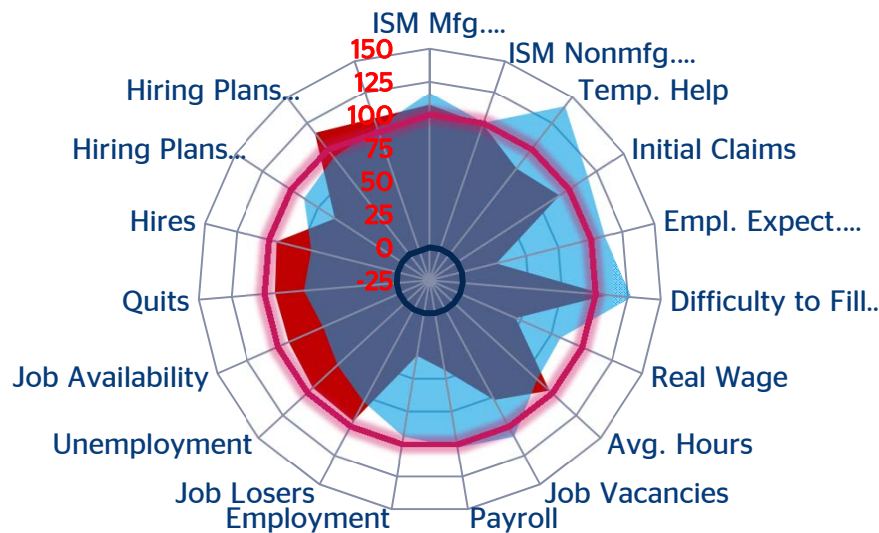 ISM Mfg....
ISM Nonmfg....
Temp. Help
Initial Claims
Empl. Expect....
Difficulty to Fill..
Real Wage
Avg. Hours
Job Vacancies
Payroll
Employment
Job Losers
Unemployment
Job Availability
Quits
Hires
Hiring Plans...
Hiring Plans...
150
125
100
75
50
25
0
-25